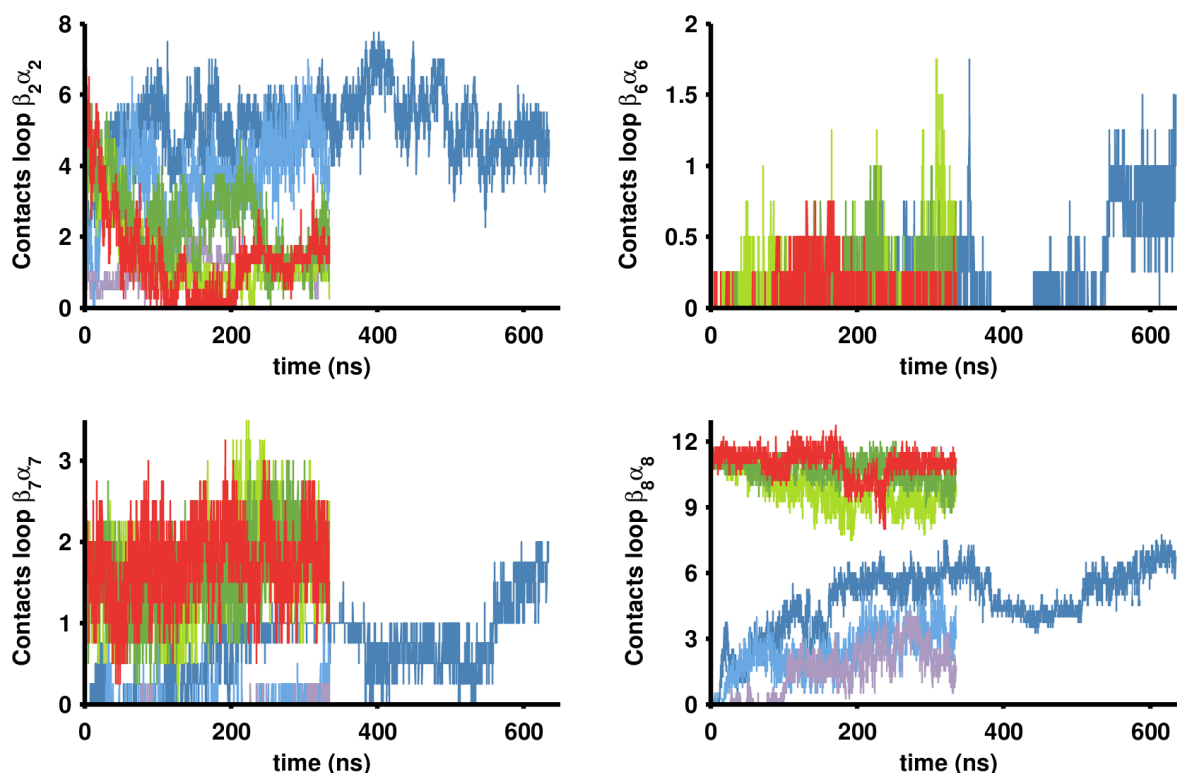 Contacts loop β₂α₂
8
6
4
2
0
0 200 400 600
time (ns)
Contacts loop β₆α₆
2
1.5
1
0.5
0
0 200 400 600
time (ns)
Contacts loop β₇α₇
3
2
1
0
0 200 400 600
time (ns)
Contacts loop β₈α₈
12
9
6
3
0
0 200 400 600
time (ns)